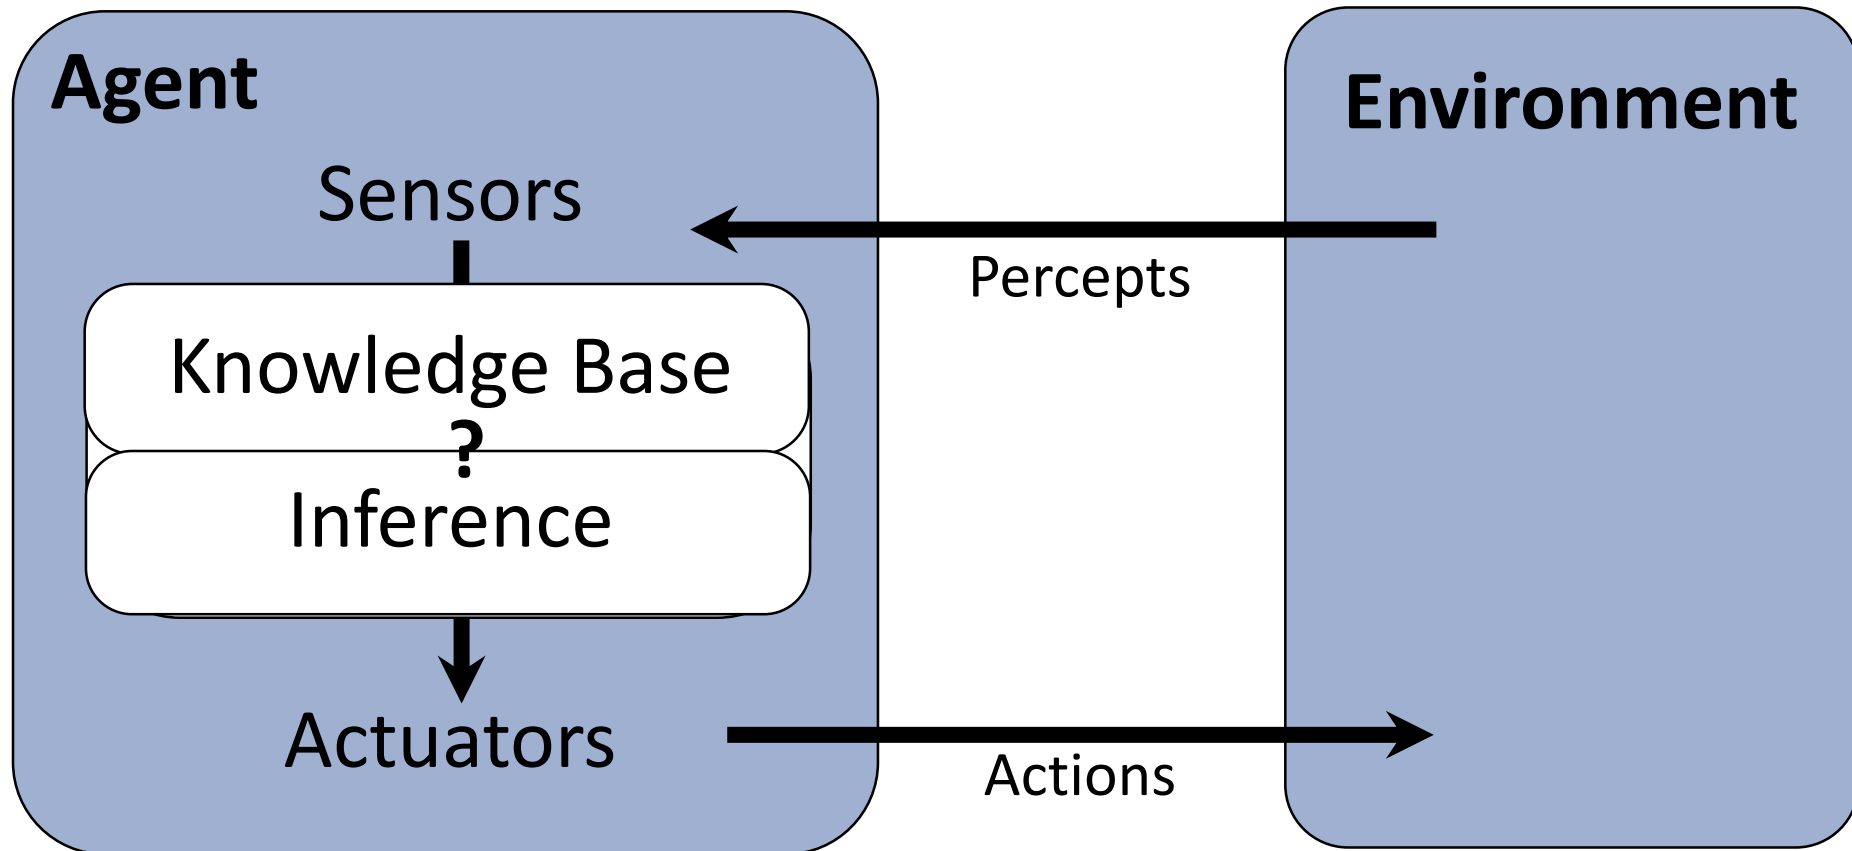 Agent
Environment
Sensors
Percepts
Knowledge Base
?
Inference
Actuators
Actions